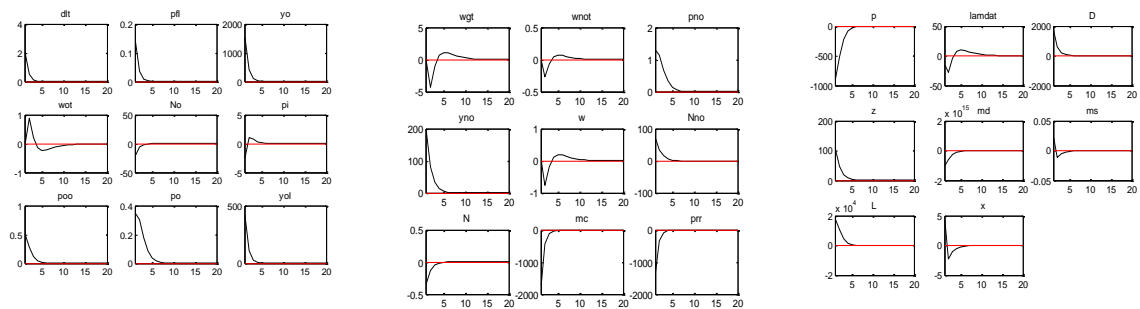 dlt pfl yo
4 2 0 5 10 15 20
0.2 0.1 0 5 10 15 20
2000 1000 0 5 10 15 20
wot No pi
1 0 -1 5 10 15 20
50 0 -50 5 10 15 20
5 0 -5 5 10 15 20
poo po yol
1 0.5 0 5 10 15 20
0.4 0.2 0 5 10 15 20
500 0 5 10 15 20
wgt wnot pno
5 0 -5 5 10 15 20
0.5 0 -0.5 5 10 15 20
2 1 0 5 10 15 20
yno w Nno
200 100 0 5 10 15 20
1 0 -1 5 10 15 20
100 0 -100 5 10 15 20
N mc prr
0.5 0 -0.5 5 10 15 20
0 -1000 -2000 5 10 15 20
0 -1000 -2000 5 10 15 20
p lamdat D
0 -500 -1000 5 10 15 20
50 0 -50 5 10 15 20
2000 0 -2000 5 10 15 20
z md ms
200 100 0 5 10 15 20
x 10^15 2 0 -2 5 10 15 20
0.05 0 -0.05 5 10 15 20
L x
x 10^4 2 0 -2 5 10 15 20
5 0 -5 5 10 15 20